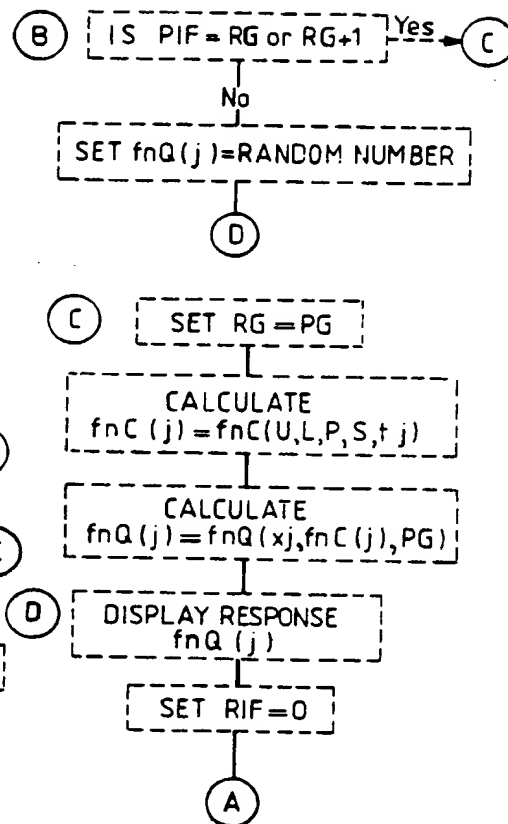 B IS PIF=RG or RG+1 Yes C
No
SET fnQ(j)=RANDOM NUMBER
D
C SET RG=PG
CALCULATE
fnC(j)=fnC(U,L,P,S,tj)
CALCULATE
fnQ(j)=fnQ(xj,fnC(j),PG)
D DISPLAY RESPONSE
fnQ(j)
SET RIF=0
A